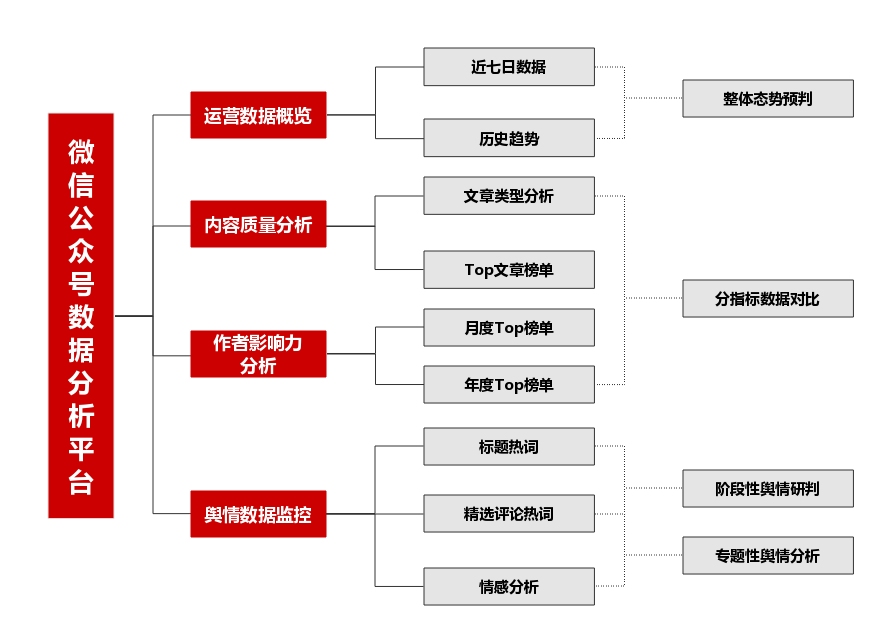 微信公众号数据分析平台
运营数据概览
近七日数据
历史趋势
整体态势预判
内容质量分析
文章类型分析
Top文章榜单
作者影响力
分析
月度Top榜单
年度Top榜单
分指标数据对比
舆情数据监控
标题热词
精选评论热词
情感分析
阶段性舆情研判
专题性舆情分析